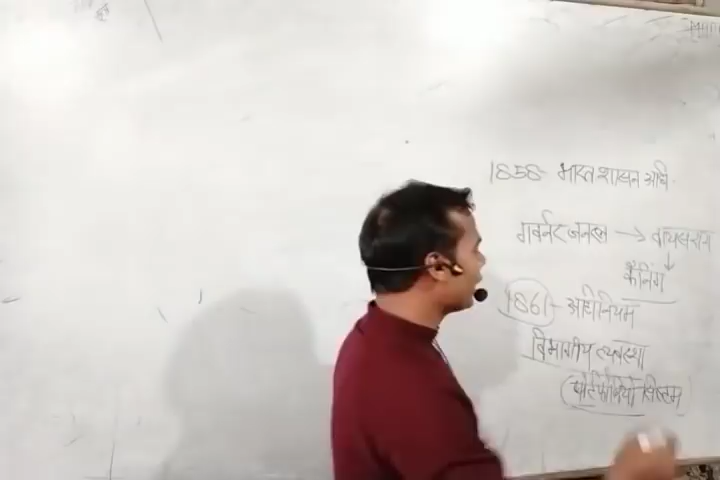 1858- भारत शासन अधि.
गवर्नर जनरल → वायसराय
कैनिंग
1861- अधिनियम
विभागीय व्यवस्था
(पोर्टफोलियो सिस्टम)